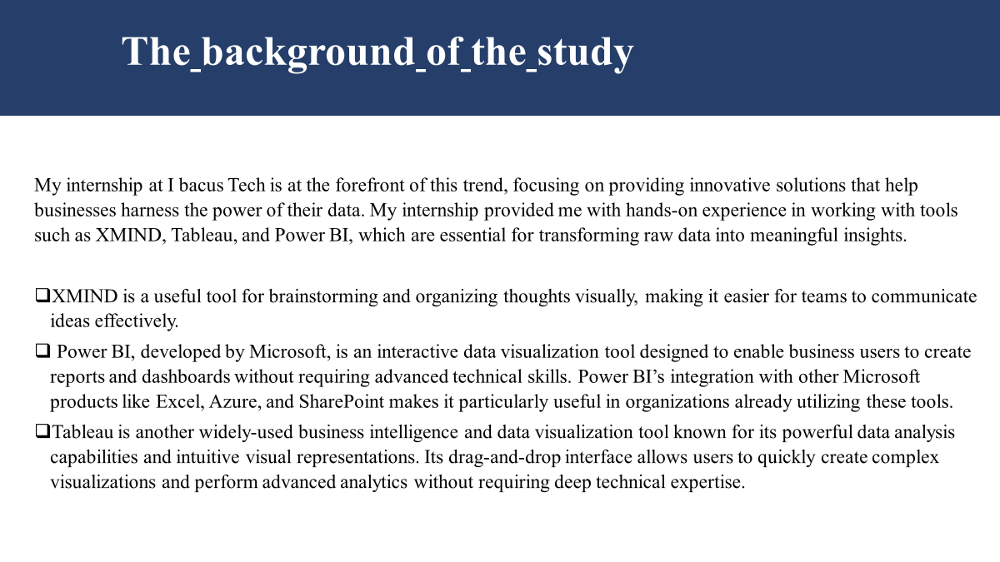 The background of the study
My internship at I bacus Tech is at the forefront of this trend, focusing on providing innovative solutions that help
businesses harness the power of their data. My internship provided me with hands-on experience in working with tools
such as XMIND, Tableau, and Power BI, which are essential for transforming raw data into meaningful insights.
❑XMIND is a useful tool for brainstorming and organizing thoughts visually, making it easier for teams to communicate
ideas effectively.
❑ Power BI, developed by Microsoft, is an interactive data visualization tool designed to enable business users to create
reports and dashboards without requiring advanced technical skills. Power BI’s integration with other Microsoft
products like Excel, Azure, and SharePoint makes it particularly useful in organizations already utilizing these tools.
❑Tableau is another widely-used business intelligence and data visualization tool known for its powerful data analysis
capabilities and intuitive visual representations. Its drag-and-drop interface allows users to quickly create complex
visualizations and perform advanced analytics without requiring deep technical expertise.